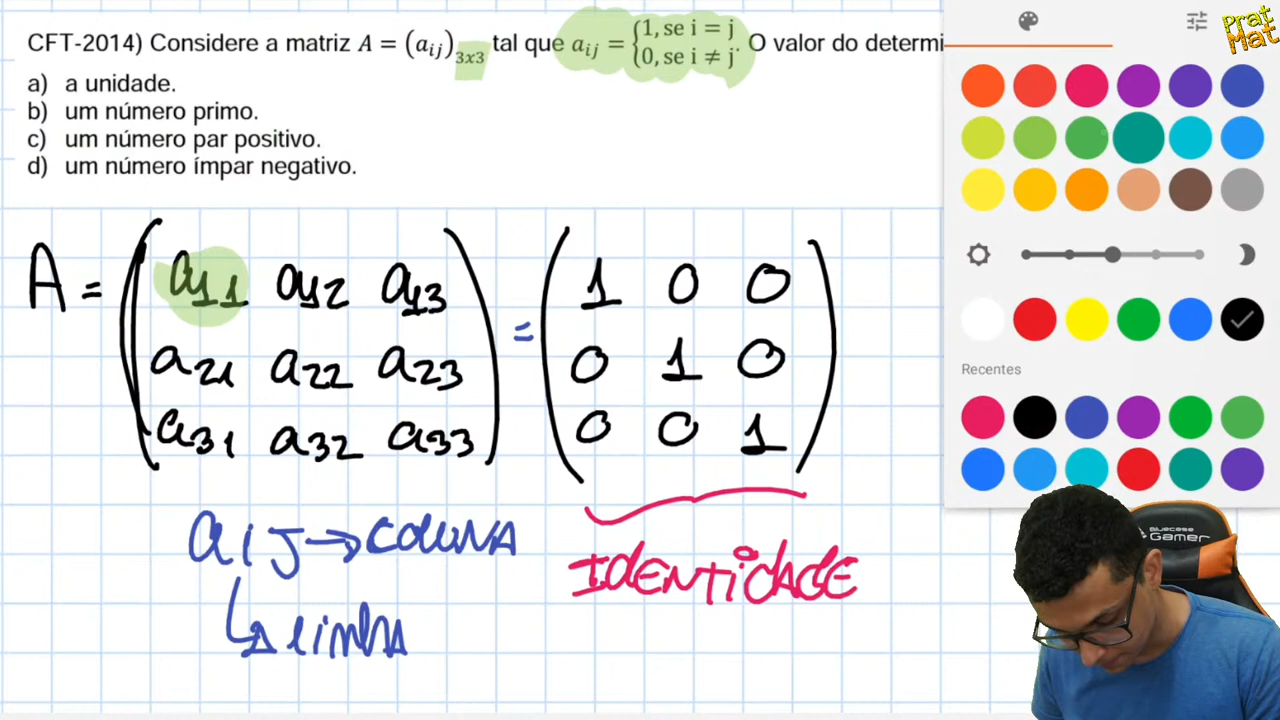 CFT-2014) Considere a matriz A = (aij)3x3 tal que aij = {1, se i = j 0, se i ≠ j. O valor do determi
a) a unidade.
b) um número primo.
c) um número par positivo.
d) um número ímpar negativo.
A = (a11 a12 a13 = (1 0 0
a21 a22 a23 0 1 0
a31 a32 a33) 0 0 1)
aij → COLUNA
IDENTIDADE
linha
Recentes
Prat
Mat
BLUECASE
Gamer